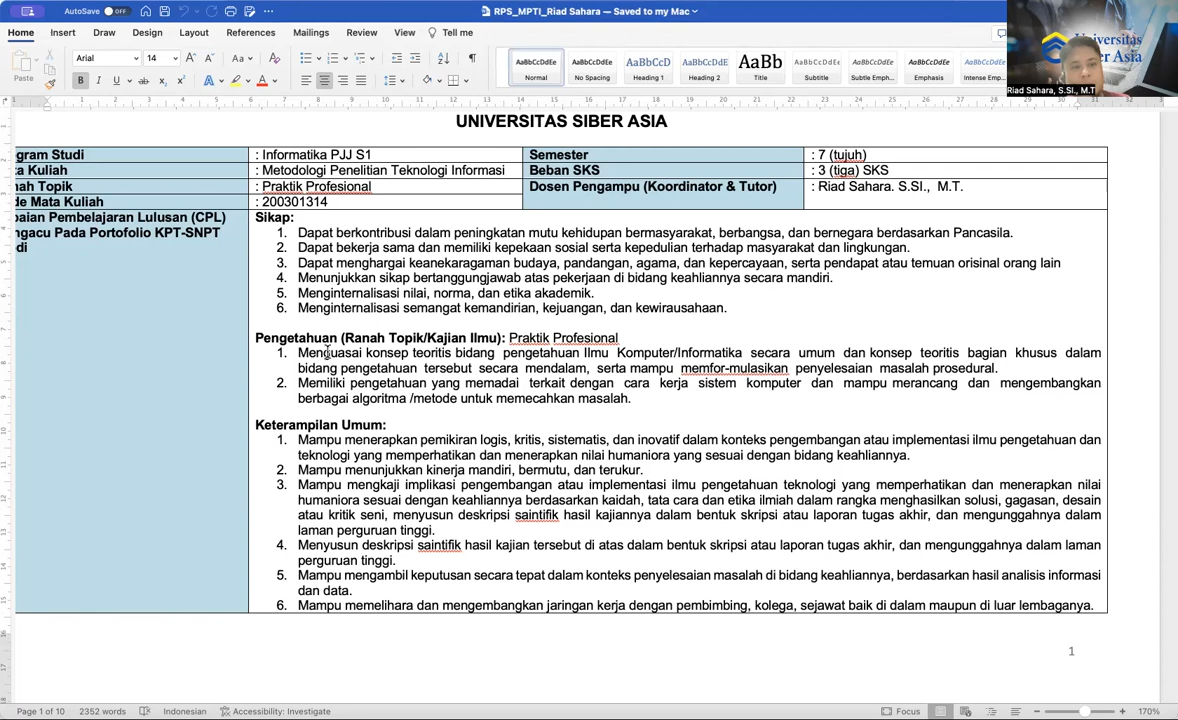 AutoSave OFF
RPS_MPTI_Riad Sahara — Saved to my Mac
Home Insert Draw Design Layout References Mailings Review View Tell me
Paste
Arial 14
AaBbCcDdEe Normal
AaBbCcDdEe No Spacing
AaBbCcD Heading 1
AaBbCcDdE Heading 2
AaBb Title
AaBbCcDdEe Subtitle
AaBbCcDdEe Subtle Emph...
AaBbCcDdEe Emphasis
AaBbCcDdEe Intense Emp...
Universitas
Asia
Riad Sahara, S.SI., M.T
UNIVERSITAS SIBER ASIA
gram Studi : Informatika PJJ S1 Semester : 7 (tujuh)
a Kuliah : Metodologi Penelitian Teknologi Informasi Beban SKS : 3 (tiga) SKS
nah Topik : Praktik Profesional Dosen Pengampu (Koordinator & Tutor) : Riad Sahara. S.SI., M.T.
de Mata Kuliah : 200301314
paian Pembelajaran Lulusan (CPL)
ngacu Pada Portofolio KPT-SNPT
di
Sikap:
1. Dapat berkontribusi dalam peningkatan mutu kehidupan bermasyarakat, berbangsa, dan bernegara berdasarkan Pancasila.
2. Dapat bekerja sama dan memiliki kepekaan sosial serta kepedulian terhadap masyarakat dan lingkungan.
3. Dapat menghargai keanekaragaman budaya, pandangan, agama, dan kepercayaan, serta pendapat atau temuan orisinal orang lain
4. Menunjukkan sikap bertanggungjawab atas pekerjaan di bidang keahliannya secara mandiri.
5. Menginternalisasi nilai, norma, dan etika akademik.
6. Menginternalisasi semangat kemandirian, kejuangan, dan kewirausahaan.
Pengetahuan (Ranah Topik/Kajian Ilmu): Praktik Profesional
1. Menguasai konsep teoritis bidang pengetahuan Ilmu Komputer/Informatika secara umum dan konsep teoritis bagian khusus dalam
bidang pengetahuan tersebut secara mendalam, serta mampu memfor-mulasikan penyelesaian masalah prosedural.
2. Memiliki pengetahuan yang memadai terkait dengan cara kerja sistem komputer dan mampu merancang dan mengembangkan
berbagai algoritma /metode untuk memecahkan masalah.
Keterampilan Umum:
1. Mampu menerapkan pemikiran logis, kritis, sistematis, dan inovatif dalam konteks pengembangan atau implementasi ilmu pengetahuan dan
teknologi yang memperhatikan dan menerapkan nilai humaniora yang sesuai dengan bidang keahliannya.
2. Mampu menunjukkan kinerja mandiri, bermutu, dan terukur.
3. Mampu mengkaji implikasi pengembangan atau implementasi ilmu pengetahuan teknologi yang memperhatikan dan menerapkan nilai
humaniora sesuai dengan keahliannya berdasarkan kaidah, tata cara dan etika ilmiah dalam rangka menghasilkan solusi, gagasan, desain
atau kritik seni, menyusun deskripsi saintifik hasil kajiannya dalam bentuk skripsi atau laporan tugas akhir, dan mengunggahnya dalam
laman perguruan tinggi.
4. Menyusun deskripsi saintifik hasil kajian tersebut di atas dalam bentuk skripsi atau laporan tugas akhir, dan mengunggahnya dalam laman
perguruan tinggi.
5. Mampu mengambil keputusan secara tepat dalam konteks penyelesaian masalah di bidang keahliannya, berdasarkan hasil analisis informasi
dan data.
6. Mampu memelihara dan mengembangkan jaringan kerja dengan pembimbing, kolega, sejawat baik di dalam maupun di luar lembaganya.
1
Page 1 of 10 2352 words Indonesian Accessibility: Investigate Focus 170%